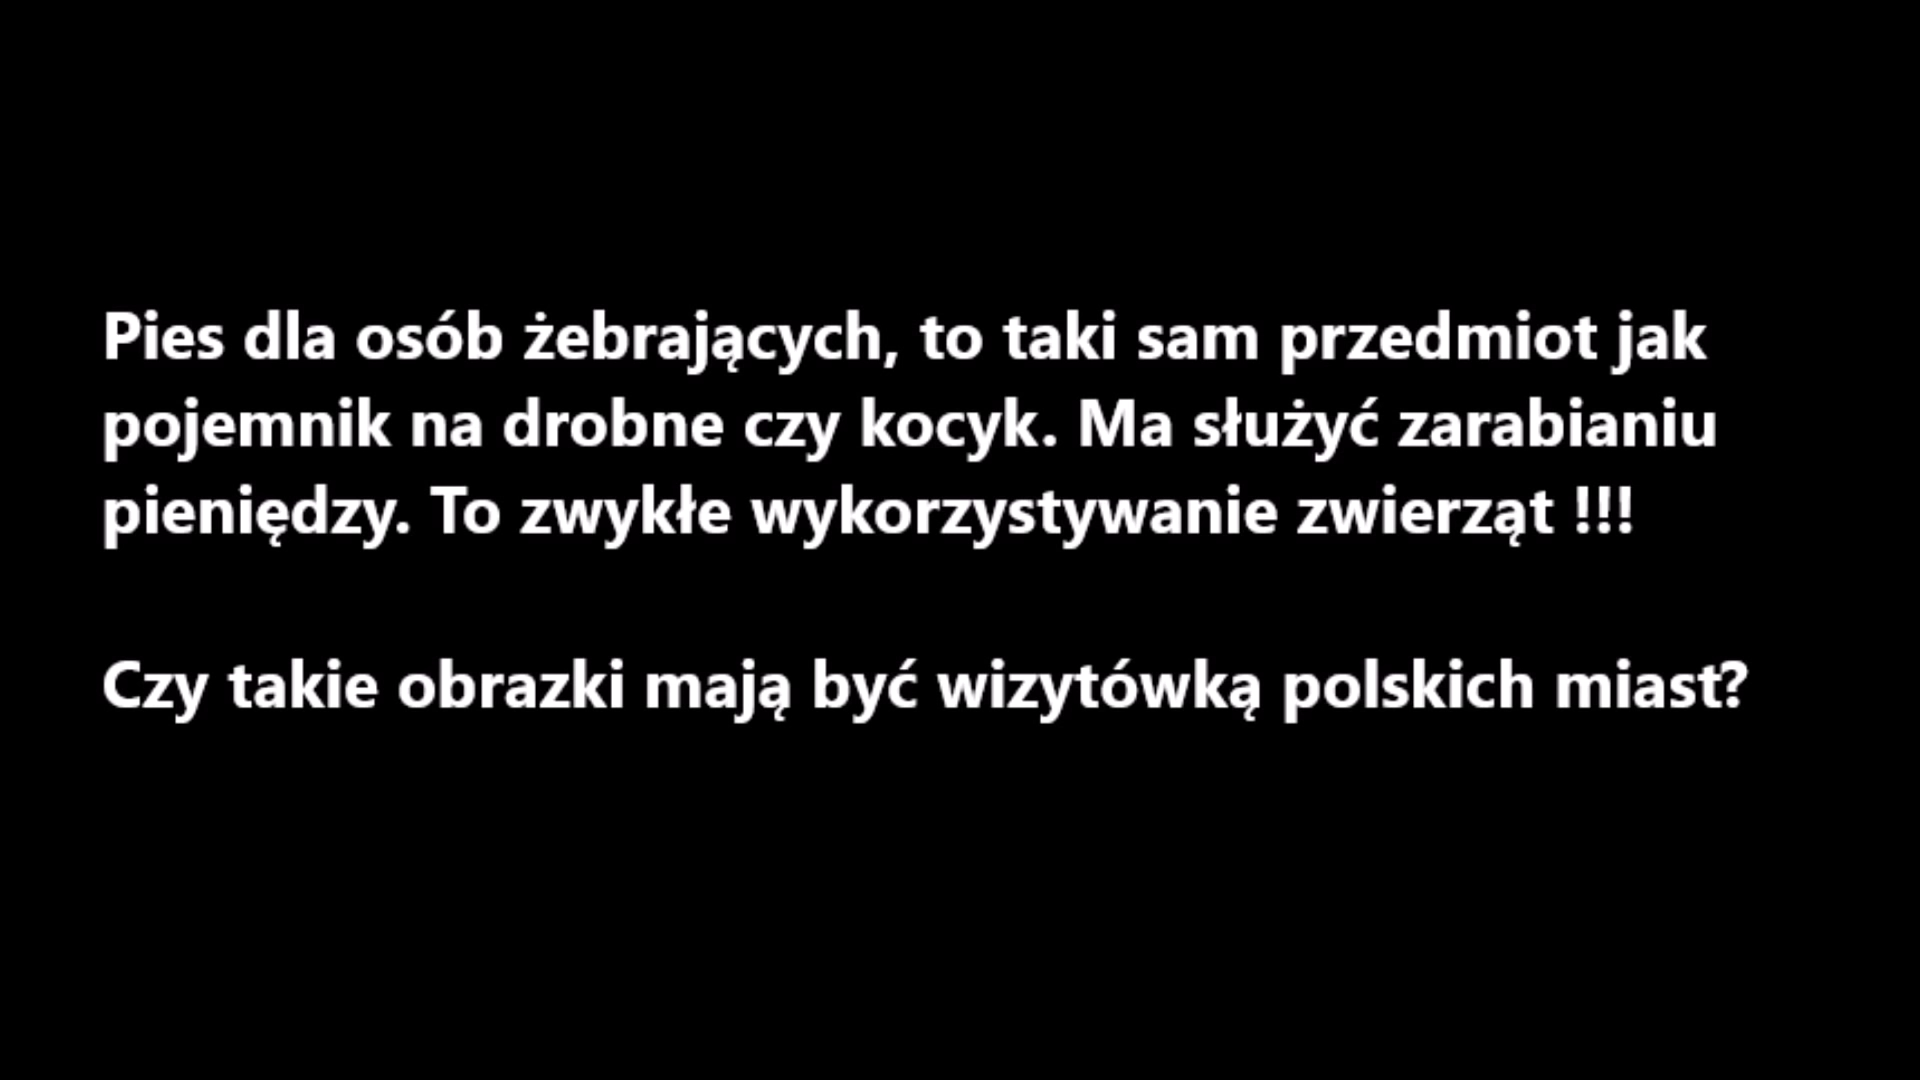 Pies dla osób żebrających, to taki sam przedmiot jak
pojemnik na drobne czy kocyk. Ma służyć zarabianiu
pieniędzy. To zwykłe wykorzystywanie zwierząt !!!
Czy takie obrazki mają być wizytówką polskich miast?